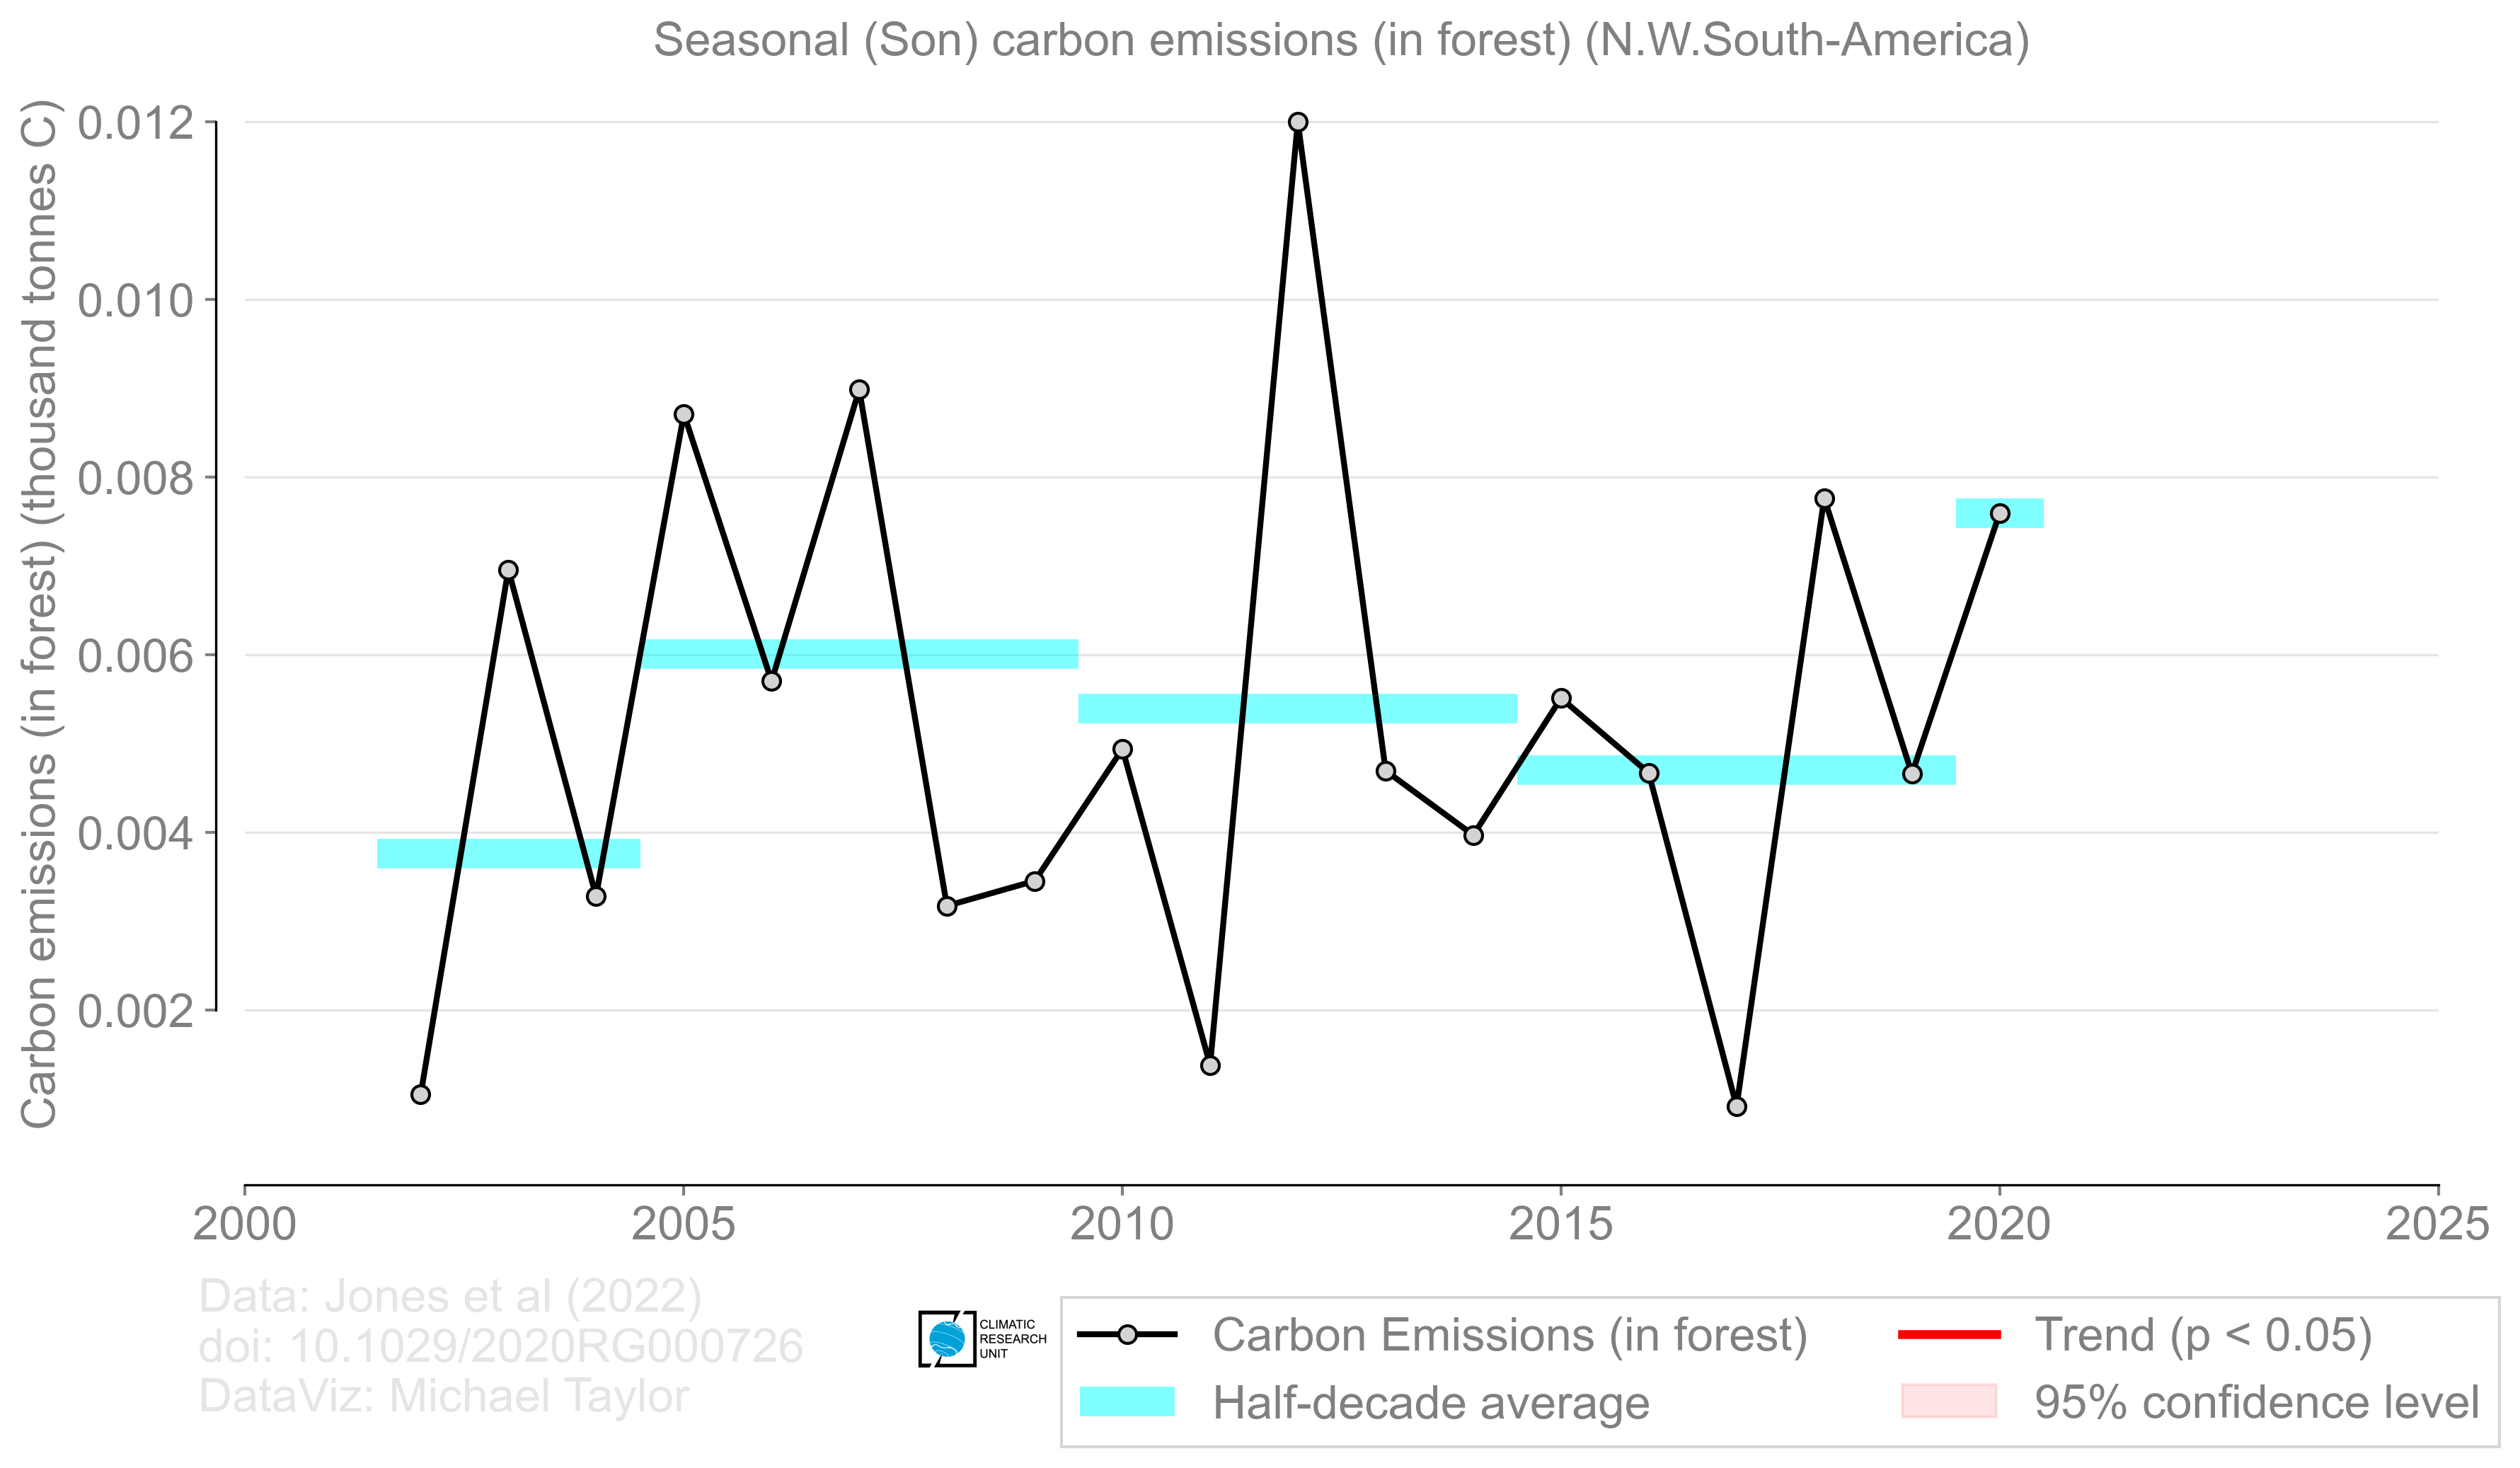 Seasonal (Son) carbon emissions (in forest) (N.W.South-America)
Carbon emissions (in forest) (thousand tonnes C)
0.012
0.010
0.008
0.006
0.004
0.002
2000 2005 2010 2015 2020 2025
Data: Jones et al (2022)
doi: 10.1029/2020RG000726
DataViz: Michael Taylor
CLIMATIC
RESEARCH
UNIT
Carbon Emissions (in forest)
Half-decade average
Trend (p < 0.05)
95% confidence level